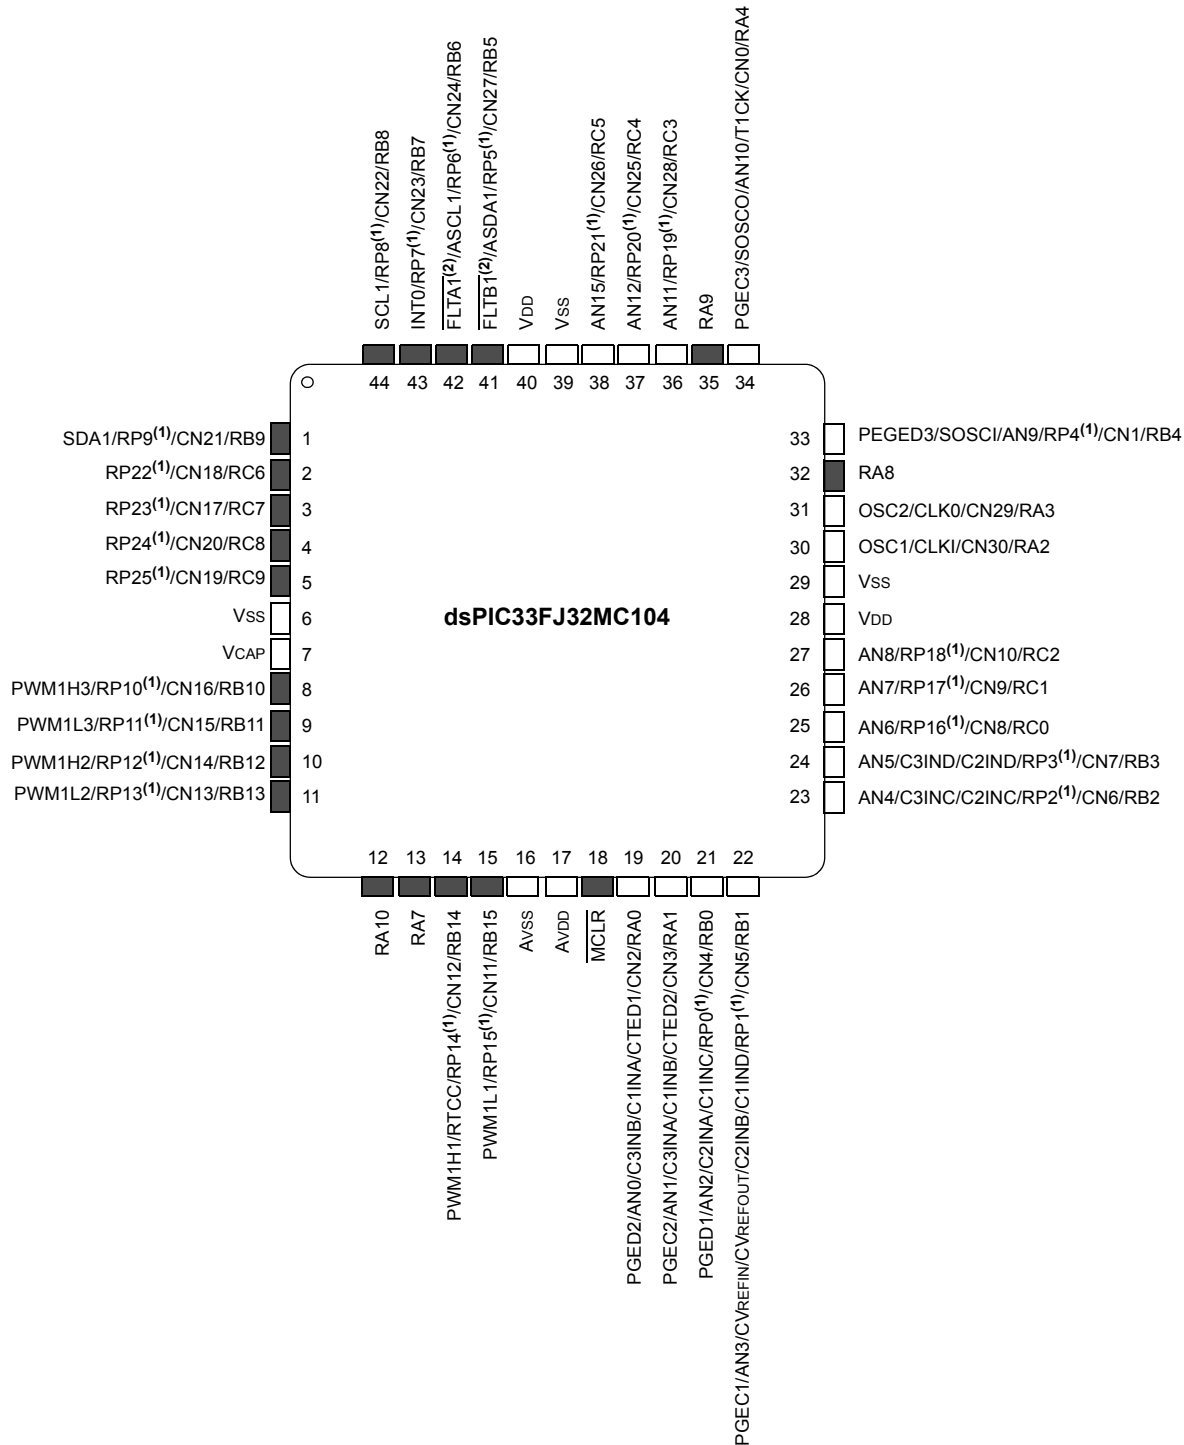 SCL1/RP8(1)/CN22/RB8
INT0/RP7(1)/CN23/RB7
FLTA1(2)/ASCL1/RP6(1)/CN24/RB6
FLTB1(2)/ASDA1/RP5(1)/CN27/RB5
VDD
VSS
AN15/RP21(1)/CN26/RC5
AN12/RP20(1)/CN25/RC4
AN11/RP19(1)/CN28/RC3
RA9
PGEC3/SOSCO/AN10/T1CK/CN0/RA4
44 43 42 41 40 39 38 37 36 35 34
SDA1/RP9(1)/CN21/RB9 1
RP22(1)/CN18/RC6 2
RP23(1)/CN17/RC7 3
RP24(1)/CN20/RC8 4
RP25(1)/CN19/RC9 5
VSS 6
VCAP 7
PWM1H3/RP10(1)/CN16/RB10 8
PWM1L3/RP11(1)/CN15/RB11 9
PWM1H2/RP12(1)/CN14/RB12 10
PWM1L2/RP13(1)/CN13/RB13 11
dsPIC33FJ32MC104
33 PEGED3/SOSCI/AN9/RP4(1)/CN1/RB4
32 RA8
31 OSC2/CLK0/CN29/RA3
30 OSC1/CLKI/CN30/RA2
29 VSS
28 VDD
27 AN8/RP18(1)/CN10/RC2
26 AN7/RP17(1)/CN9/RC1
25 AN6/RP16(1)/CN8/RC0
24 AN5/C3IND/C2IND/RP3(1)/CN7/RB3
23 AN4/C3INC/C2INC/RP2(1)/CN6/RB2
12 13 14 15 16 17 18 19 20 21 22
RA10
RA7
PWM1H1/RTCC/RP14(1)/CN12/RB14
PWM1L1/RP15(1)/CN11/RB15
AVSS
AVDD
MCLR
PGED2/AN0/C3INB/C1INA/CTED1/CN2/RA0
PGEC2/AN1/C3INA/C1INB/CTED2/CN3/RA1
PGED1/AN2/C2INA/C1INC/RP0(1)/CN4/RB0
PGEC1/AN3/CVREFIN/CVREFOUT/C2INB/C1IND/RP1(1)/CN5/RB1